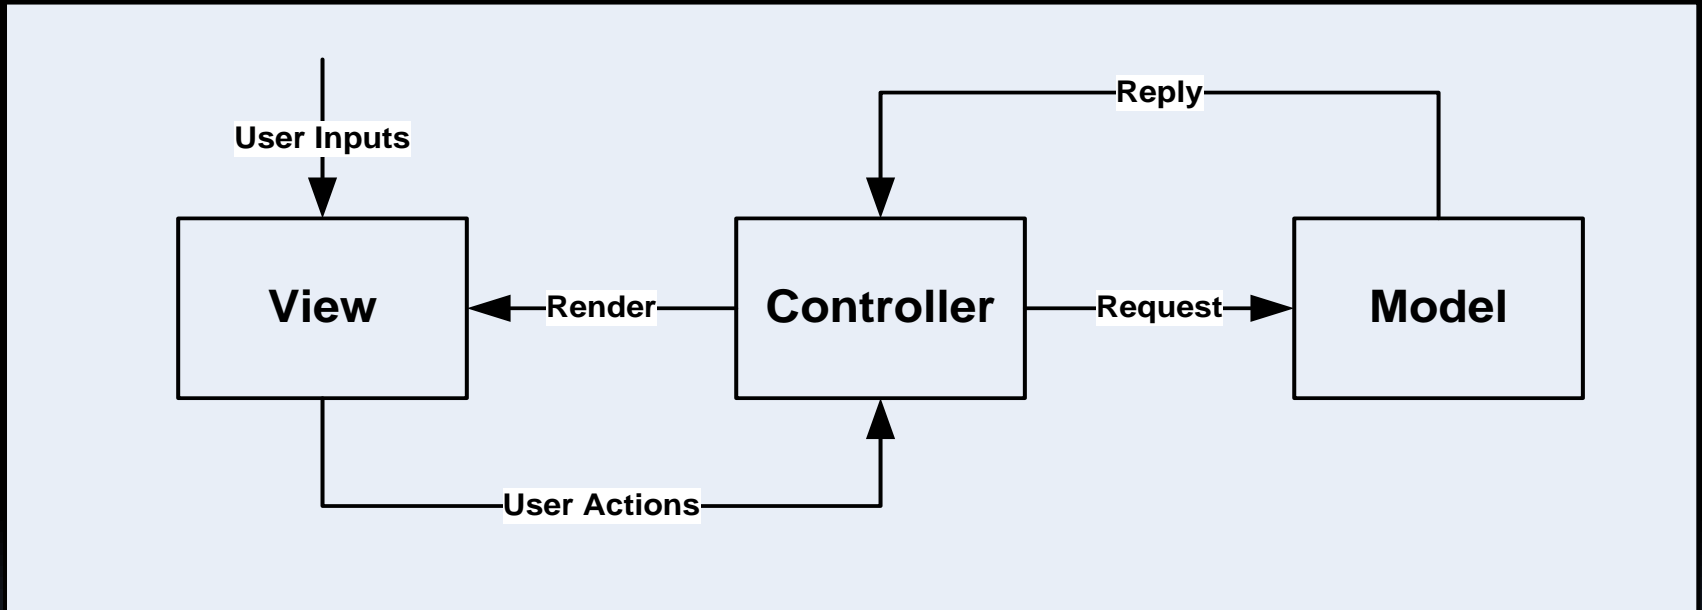 Reply
User Inputs
View
Render
Controller
Request
Model
User Actions